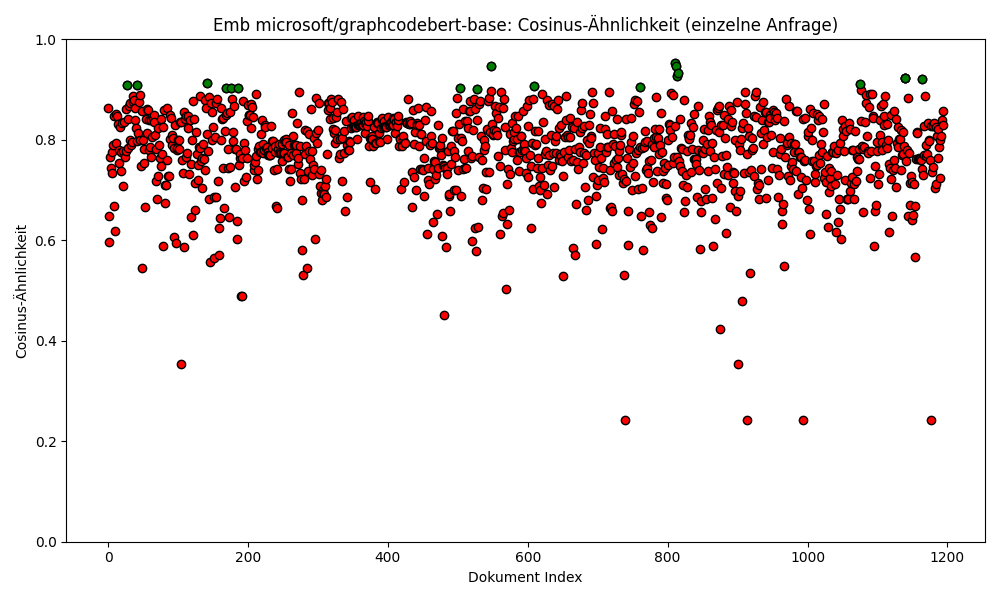 Emb microsoft/graphcodebert-base: Cosinus-Ähnlichkeit (einzelne Anfrage)
Cosinus-Ähnlichkeit
1.0
0.8
0.6
0.4
0.2
0.0
0 200 400 600 800 1000 1200
Dokument Index